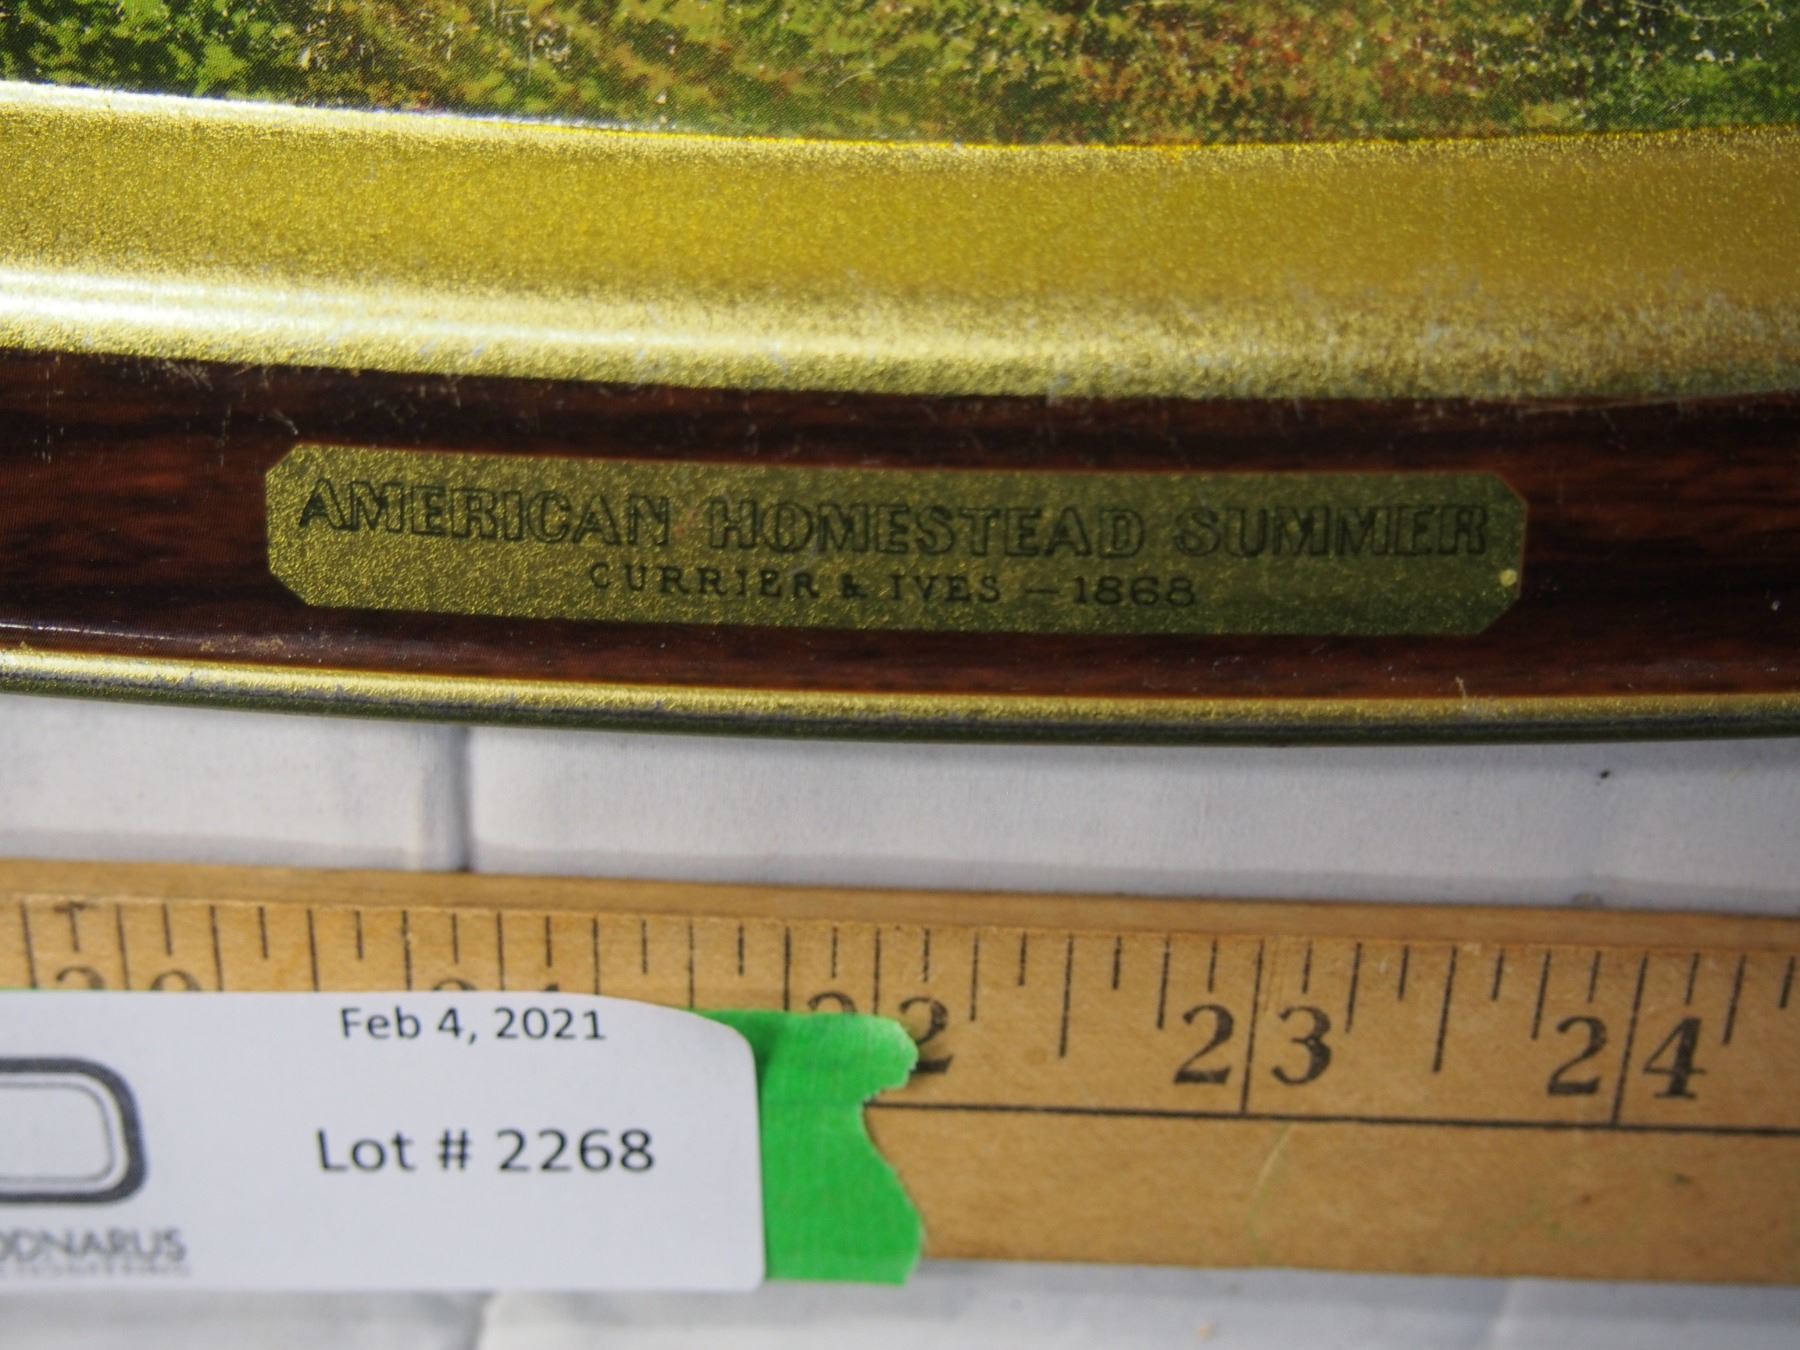 AMERICAN HOMESTEAD SUMMER
CURRIER & IVES — 1868
22
23
24
Feb 4, 2021
Lot # 2268